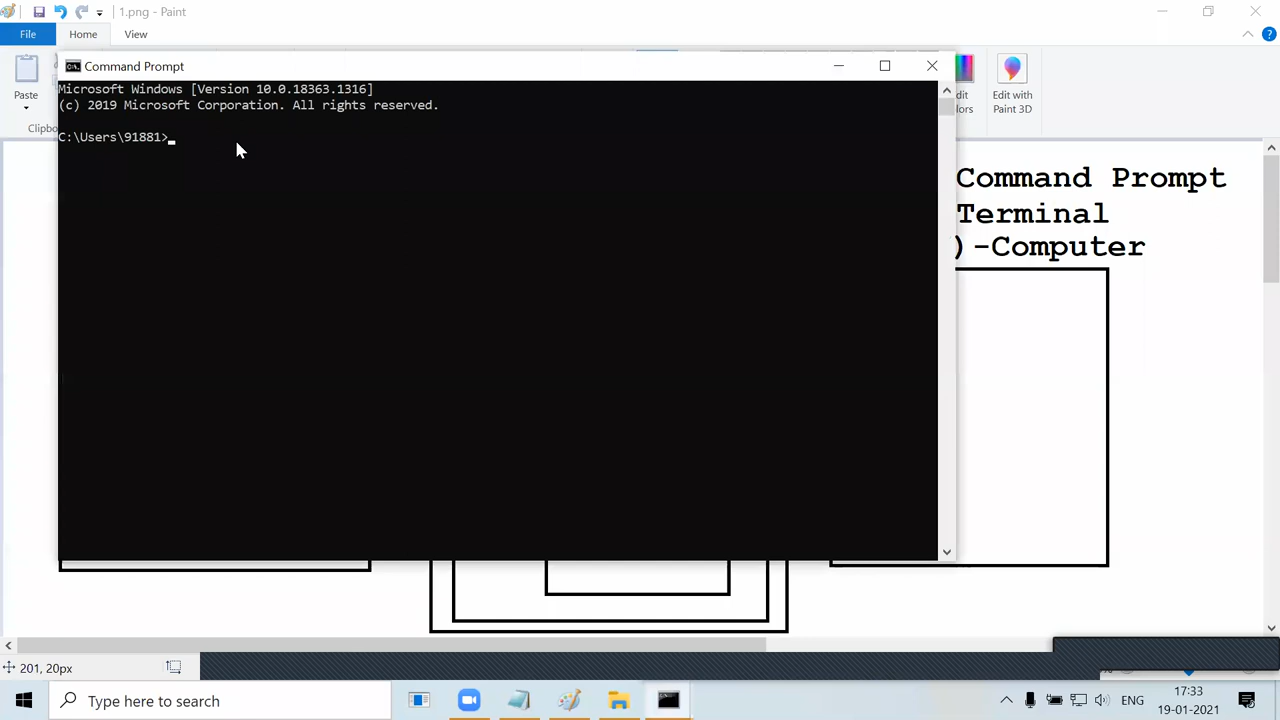 1.png - Paint
File
Home
View
Command Prompt
Paste
Edit with
Paint 3D
Microsoft Windows [Version 10.0.18363.1316]
(c) 2019 Microsoft Corporation. All rights reserved.
C:\Users\91881>
Command Prompt
Terminal
)-Computer
201, 20px
Type here to search
ENG
17:33
19-01-2021